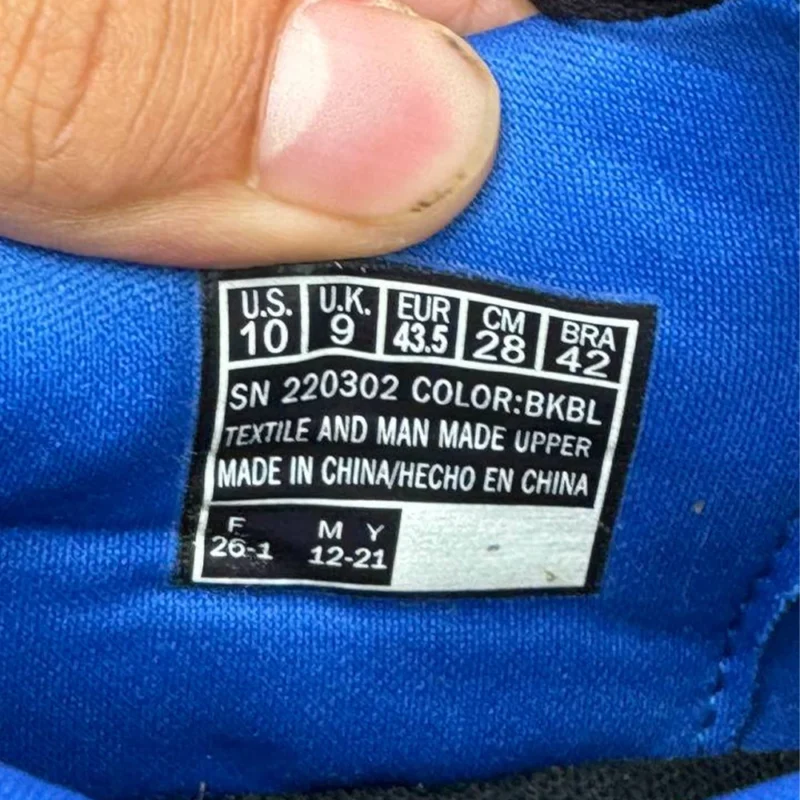 U.S. U.K. EUR CM BRA
10 9 43.5 28 42
SN 220302 COLOR:BKBL
TEXTILE AND MAN MADE UPPER
MADE IN CHINA/HECHO EN CHINA
F M Y
26-1 12-21